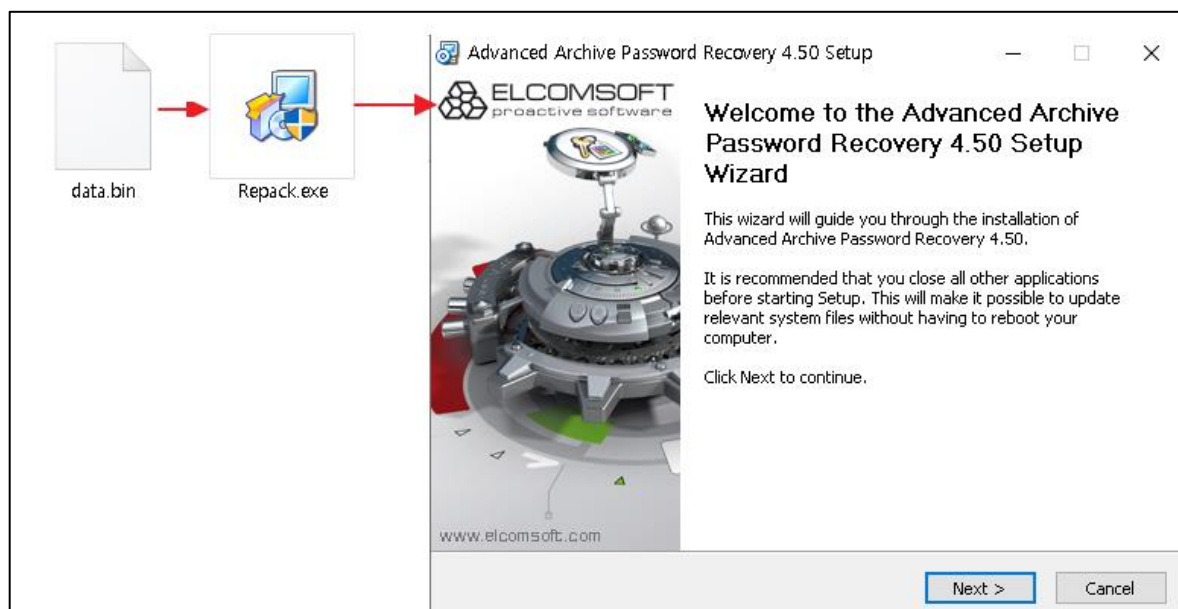 data.bin
Repack.exe
Advanced Archive Password Recovery 4.50 Setup
ELCOMSOFT
proactive software
www.elcomsoft.com
Welcome to the Advanced Archive
Password Recovery 4.50 Setup
Wizard
This wizard will guide you through the installation of
Advanced Archive Password Recovery 4.50.
It is recommended that you close all other applications
before starting Setup. This will make it possible to update
relevant system files without having to reboot your
computer.
Click Next to continue.
Next >
Cancel